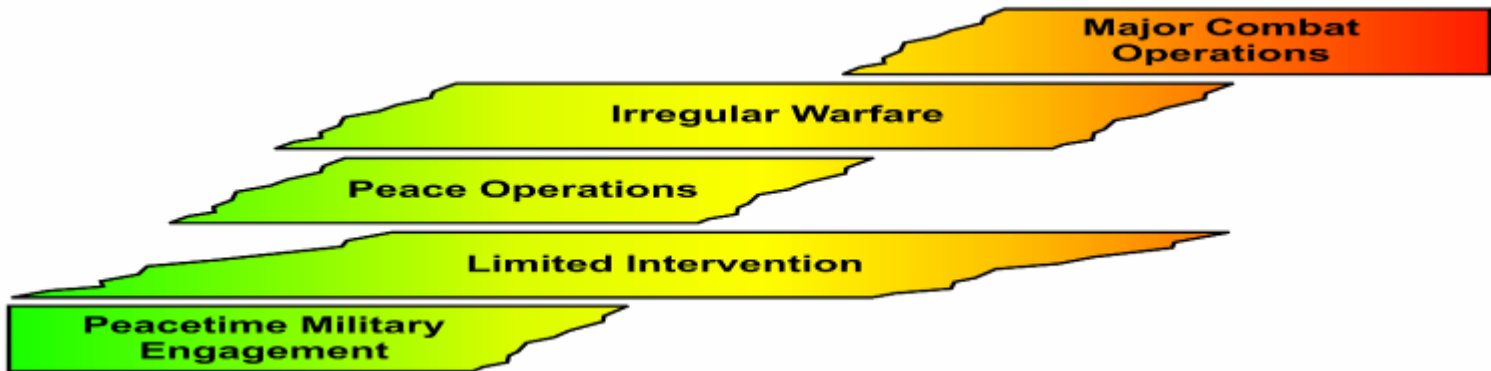 Major Combat
Operations
Irregular Warfare
Peace Operations
Limited Intervention
Peacetime Military
Engagement